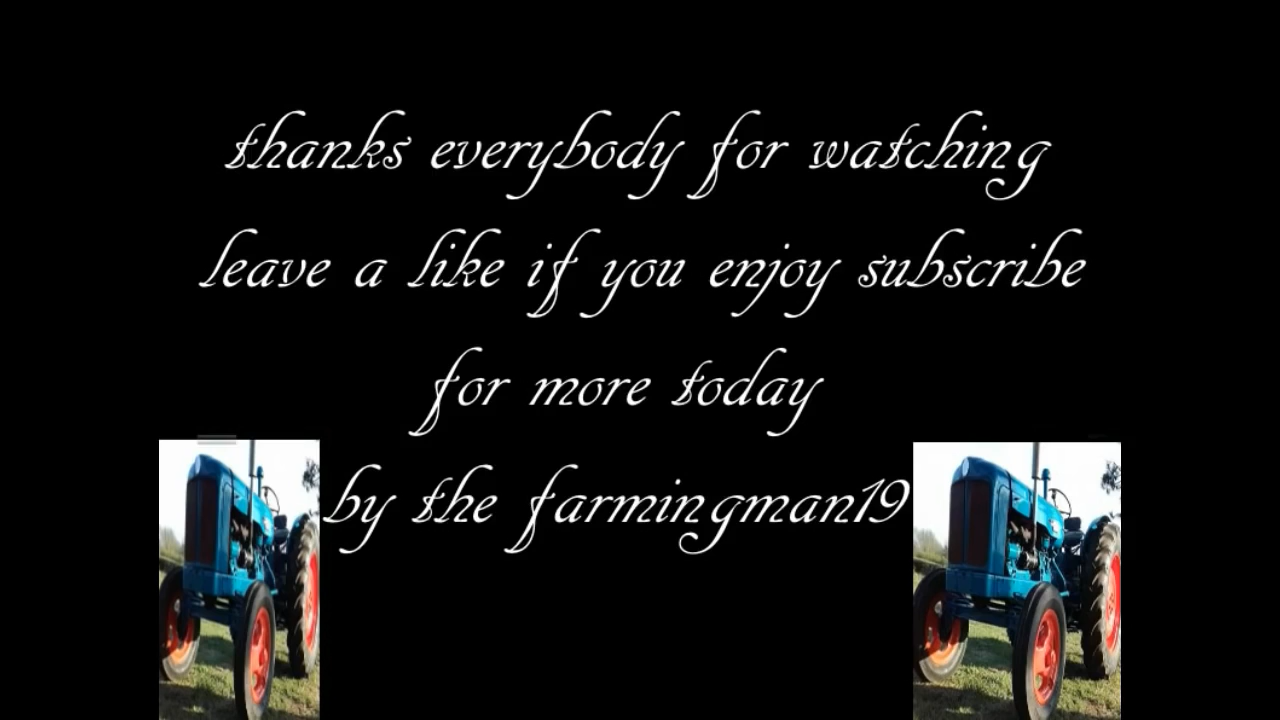 thanks everybody for watching
leave a like if you enjoy subscribe
for more today
by the farmingman19